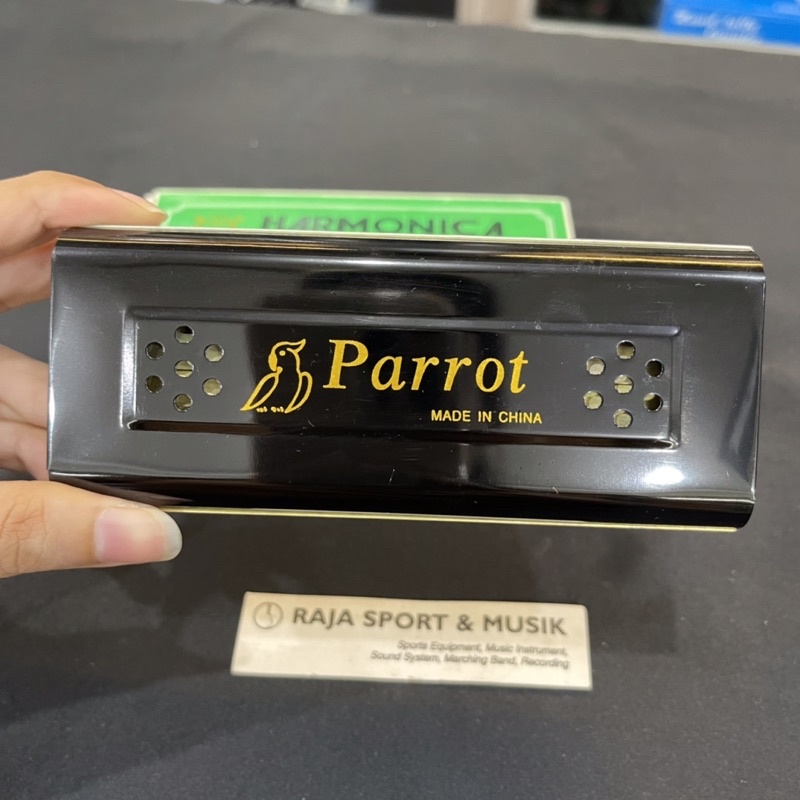 HARMONICA
Parrot
MADE IN CHINA
RAJA SPORT & MUSIK
Sports Equipment, Music Instrument,
Sound System, Marching Band, Recording